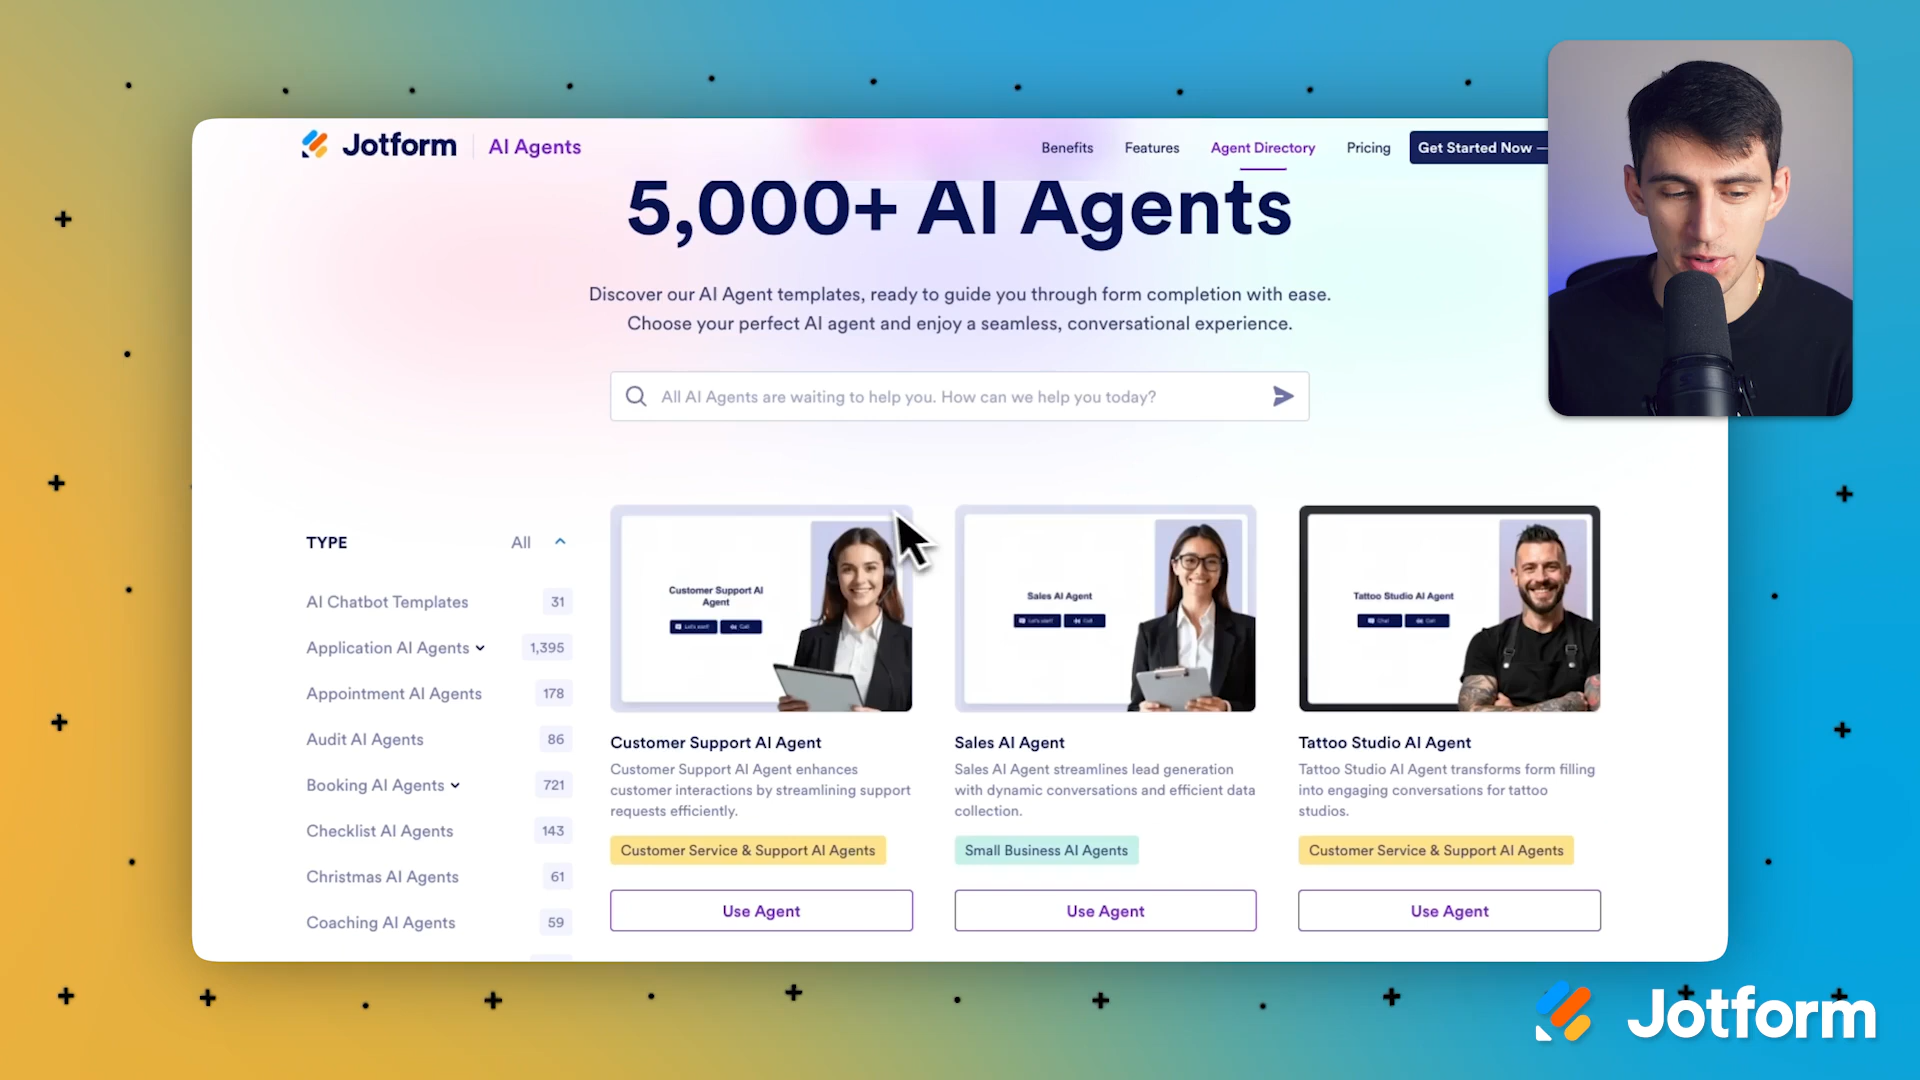 Jotform
AI Agents
Benefits
Features
Agent Directory
Pricing
Get Started Now
5,000+ AI Agents
Discover our AI Agent templates, ready to guide you through form completion with ease.
Choose your perfect AI agent and enjoy a seamless, conversational experience.
All AI Agents are waiting to help you. How can we help you today?
TYPE
All
AI Chatbot Templates 31
Application AI Agents 1,395
Appointment AI Agents 178
Audit AI Agents 86
Booking AI Agents 721
Checklist AI Agents 143
Christmas AI Agents 61
Coaching AI Agents 59
Customer Support AI
Agent
Let's start!
Call
Customer Support AI Agent
Customer Support AI Agent enhances
customer interactions by streamlining support
requests efficiently.
Customer Service & Support AI Agents
Use Agent
Sales AI Agent
Let's start!
Call
Sales AI Agent
Sales AI Agent streamlines lead generation
with dynamic conversations and efficient data
collection.
Small Business AI Agents
Use Agent
Tattoo Studio AI Agent
Chat
Call
Tattoo Studio AI Agent
Tattoo Studio AI Agent transforms form filling
into engaging conversations for tattoo
studios.
Customer Service & Support AI Agents
Use Agent
Jotform